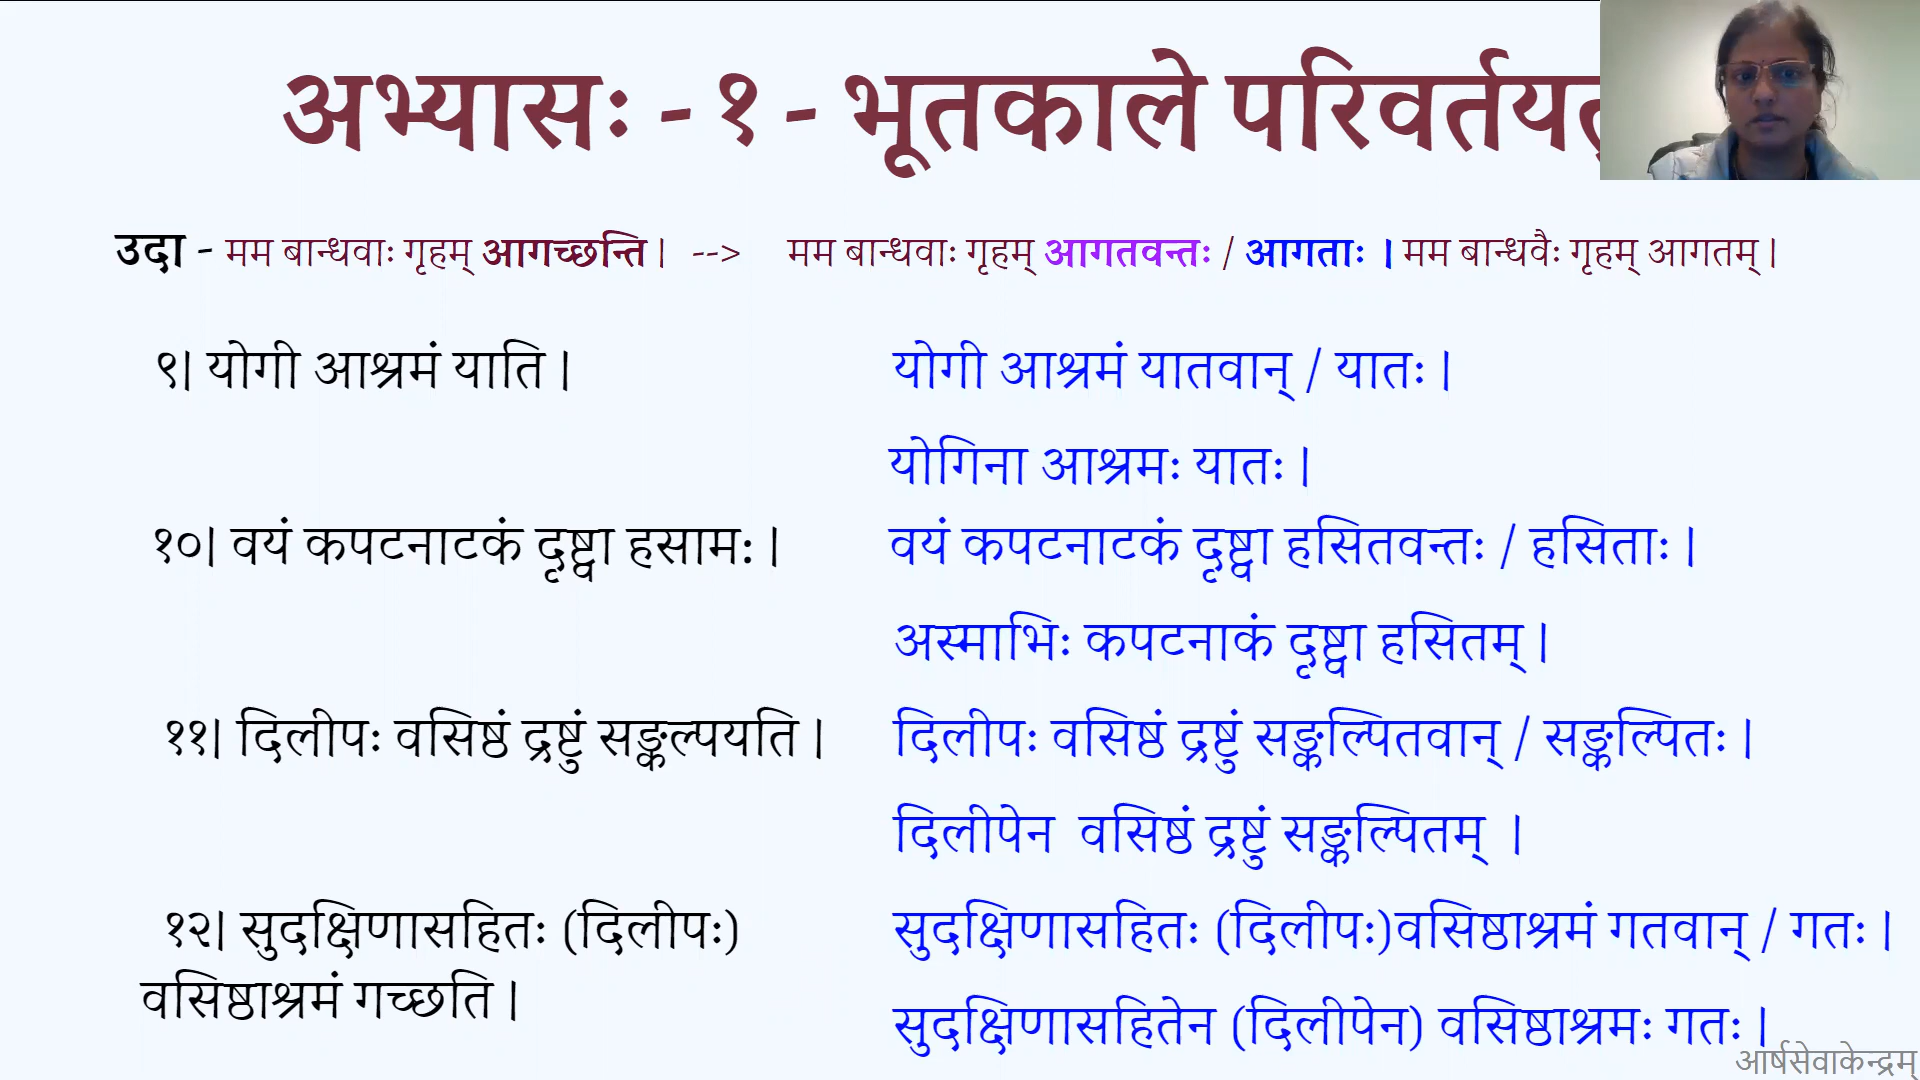 अभ्यासः - १ - भूतकाले परिवर्तयत
उदा - मम बान्धवाः गृहम् आगच्छन्ति। --> मम बान्धवाः गृहम् आगतवन्तः / आगताः । मम बान्धवैः गृहम् आगतम्।
९| योगी आश्रमं याति। योगी आश्रमं यातवान् / यातः।
योगिना आश्रमः यातः।
१०| वयं कपटनाटकं दृष्ट्वा हसामः। वयं कपटनाटकं दृष्ट्वा हसितवन्तः / हसिताः।
अस्माभिः कपटनाकं दृष्ट्वा हसितम्।
११| दिलीपः वसिष्ठं द्रष्टुं सङ्कल्पयति। दिलीपः वसिष्ठं द्रष्टुं सङ्कल्पितवान् / सङ्कल्पितः।
दिलीपेन वसिष्ठं द्रष्टुं सङ्कल्पितम् ।
१२| सुदक्षिणासहितः (दिलीपः) सुदक्षिणासहितः (दिलीपः)वसिष्ठाश्रमं गतवान् / गतः।
वसिष्ठाश्रमं गच्छति।
सुदक्षिणासहितेन (दिलीपेन) वसिष्ठाश्रमः गतः।
आर्षसेवाकेन्द्रम्